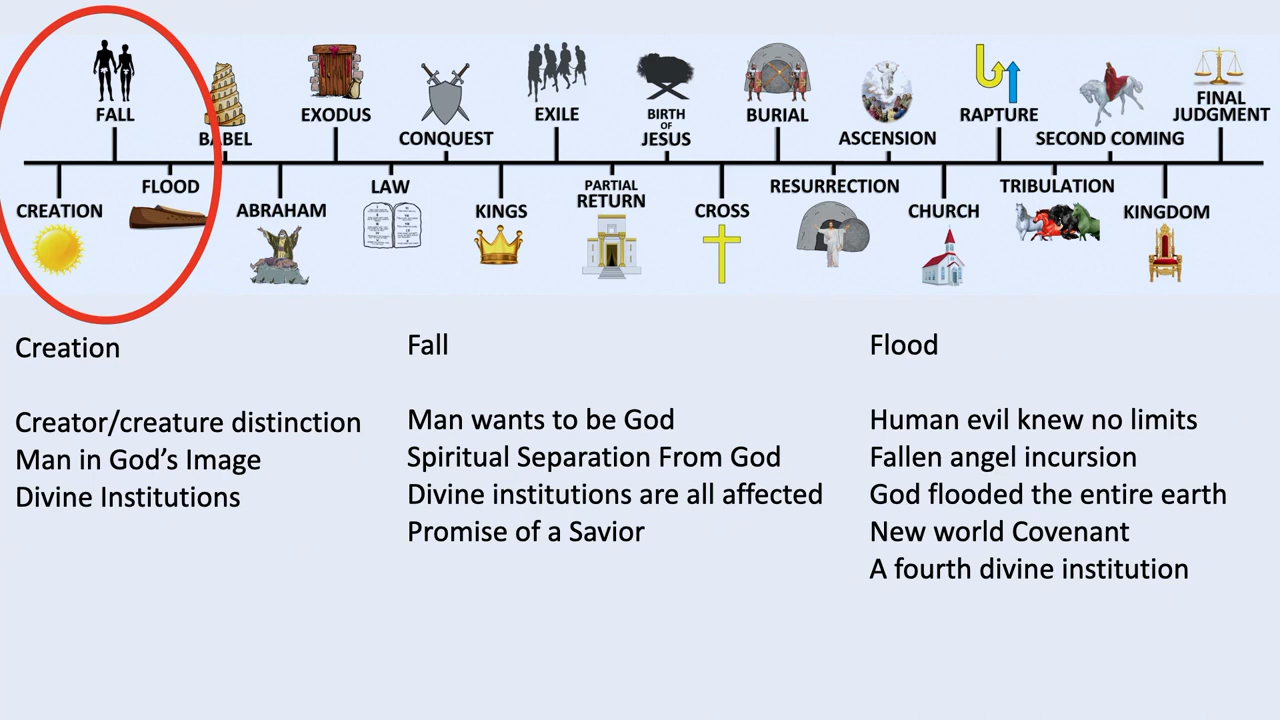 FALL
BABEL
EXODUS
CONQUEST
EXILE
BIRTH
OF
JESUS
BURIAL
ASCENSION
RAPTURE
SECOND COMING
FINAL
JUDGMENT
CREATION
FLOOD
ABRAHAM
LAW
KINGS
PARTIAL
RETURN
CROSS
RESURRECTION
CHURCH
TRIBULATION
KINGDOM
Creation
Creator/creature distinction
Man in God’s Image
Divine Institutions
Fall
Man wants to be God
Spiritual Separation From God
Divine institutions are all affected
Promise of a Savior
Flood
Human evil knew no limits
Fallen angel incursion
God flooded the entire earth
New world Covenant
A fourth divine institution